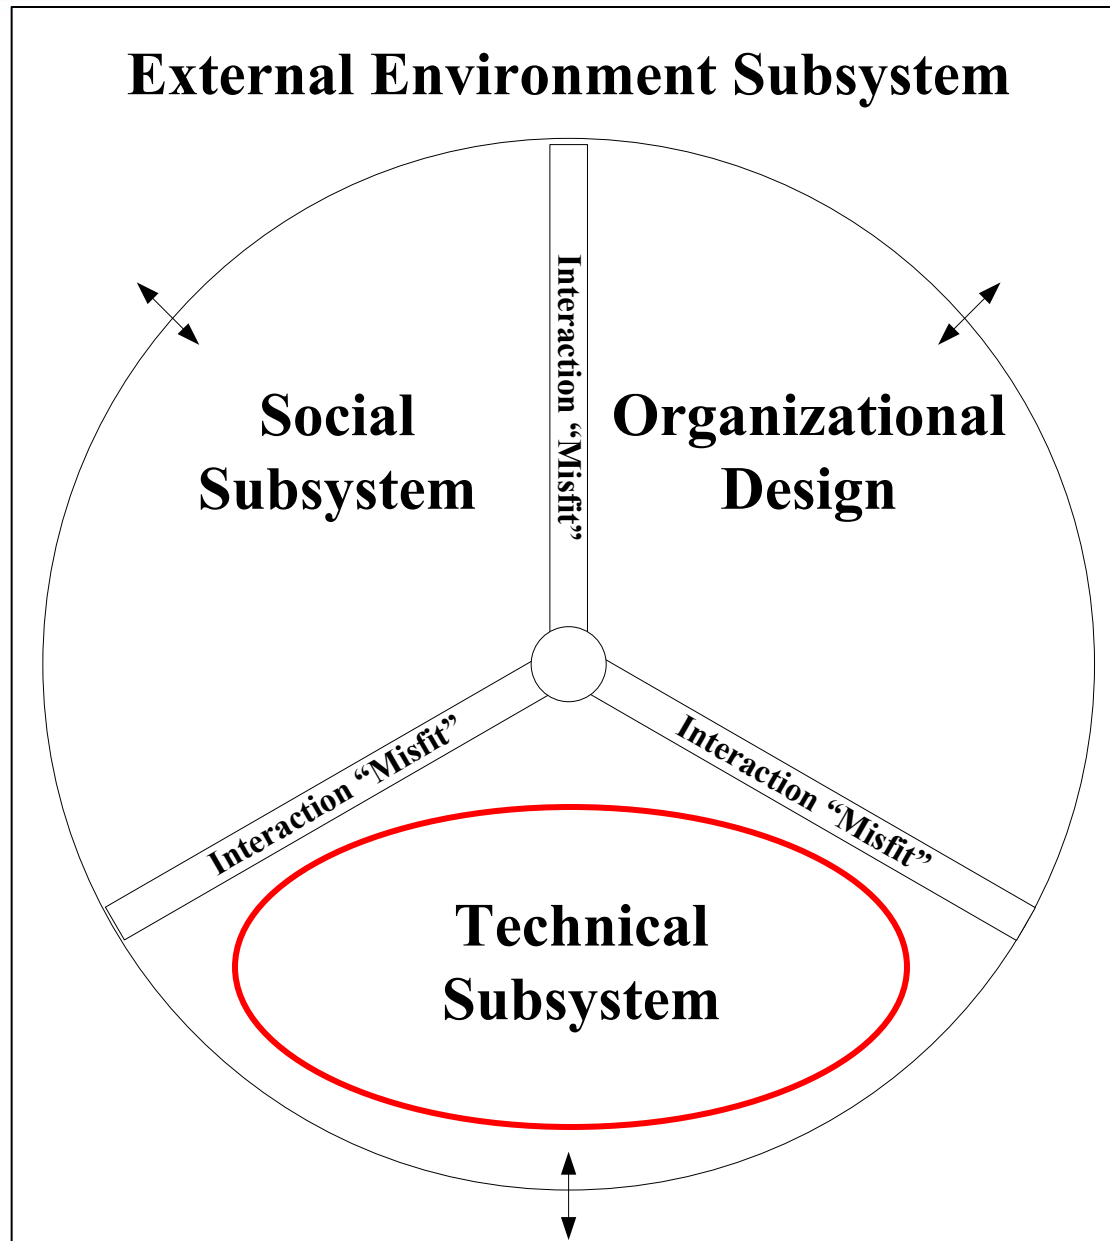 External Environment Subsystem
Interaction “Misfit”
Social
Subsystem
Organizational
Design
Interaction “Misfit”
Interaction “Misfit”
Technical
Subsystem